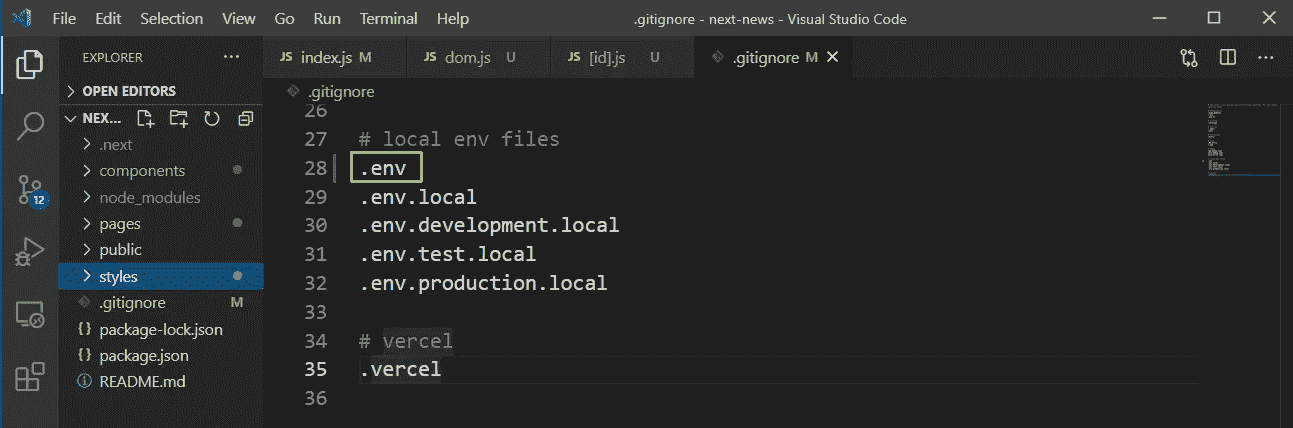 File Edit Selection View Go Run Terminal Help .gitignore - next-news - Visual Studio Code
EXPLORER
JS index.js M
JS dom.js U
JS [id].js U
.gitignore M
OPEN EDITORS
NEX...
.next
components
node_modules
pages
public
styles
.gitignore M
{} package-lock.json
{} package.json
README.md
12
.gitignore
26
27 # local env files
28 .env
29 .env.local
30 .env.development.local
31 .env.test.local
32 .env.production.local
33
34 # vercel
35 .vercel
36